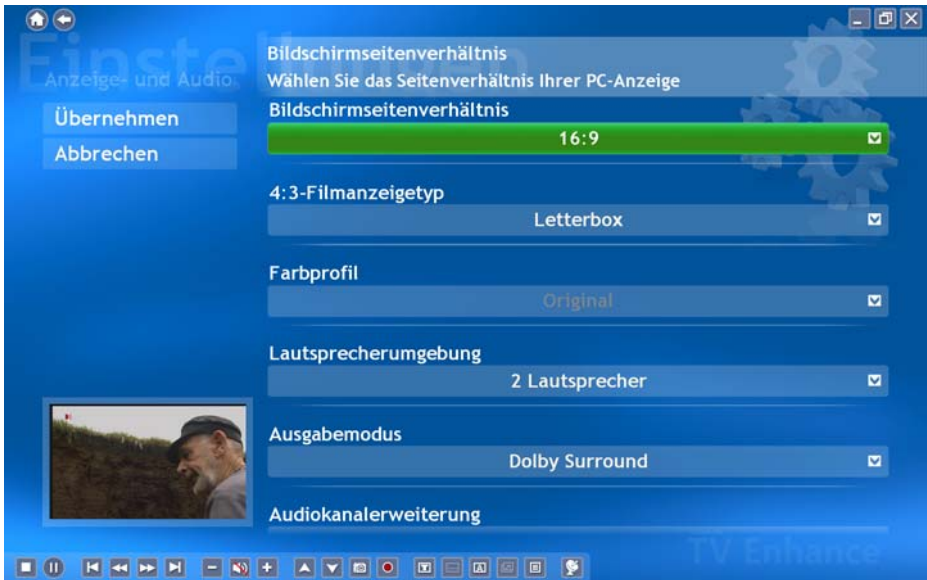 Einstellungen
Anzeige- und Audio
Übernehmen
Abbrechen
Bildschirmseitenverhältnis
Wählen Sie das Seitenverhältnis Ihrer PC-Anzeige
Bildschirmseitenverhältnis
16:9
4:3-Filmanzeigetyp
Letterbox
Farbprofil
Original
Lautsprecherumgebung
2 Lautsprecher
Ausgabemodus
Dolby Surround
Audiokanalerweiterung
TV Enhance